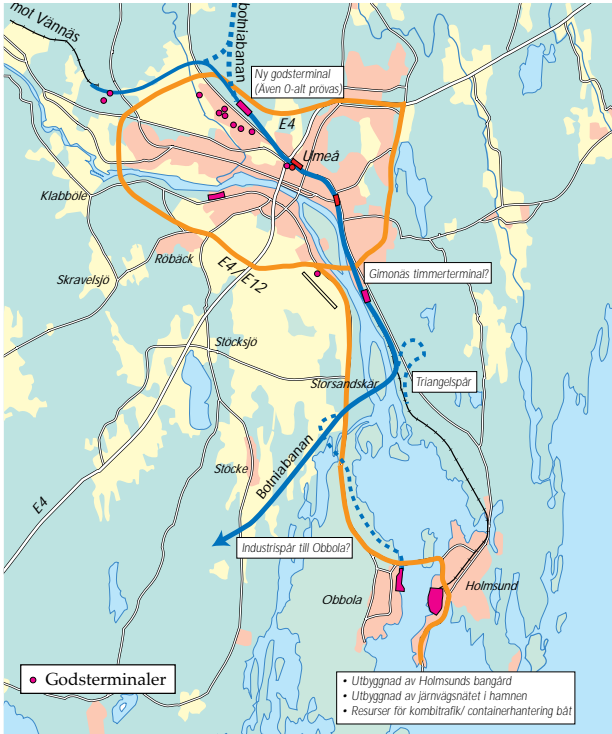 mot Vännäs
botniabanan
Ny godsterminal
(Även 0-alt prövas)
E4
Umeå
Klabböle
Röbäck
E4/E12
Gimonäs timmerterminal?
Skravelsjö
Stöcksjö
Storsandskär
Triangelspår
Stöcke
Botniabanan
E4
Industrispår till Obbola?
Obbola
Holmsund
Godsterminaler
• Utbyggnad av Holmsunds bangård
• Utbyggnad av järnvägsnätet i hamnen
• Resurser för kombitrafik/ containerhantering båt